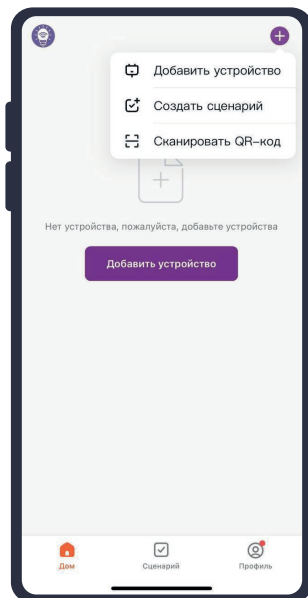 Добавить устройство
Создать сценарий
Сканировать QR-код
Нет устройства, пожалуйста, добавьте устройства
Добавить устройство
Дом
Сценарий
Профиль